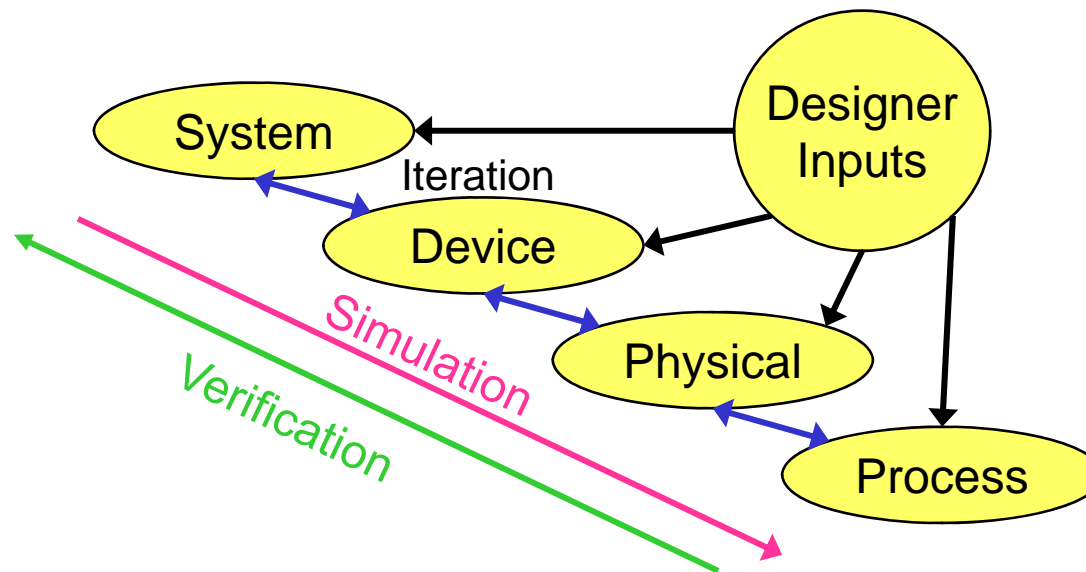 Designer
Inputs
System
Iteration
Device
Simulation
Physical
Verification
Process